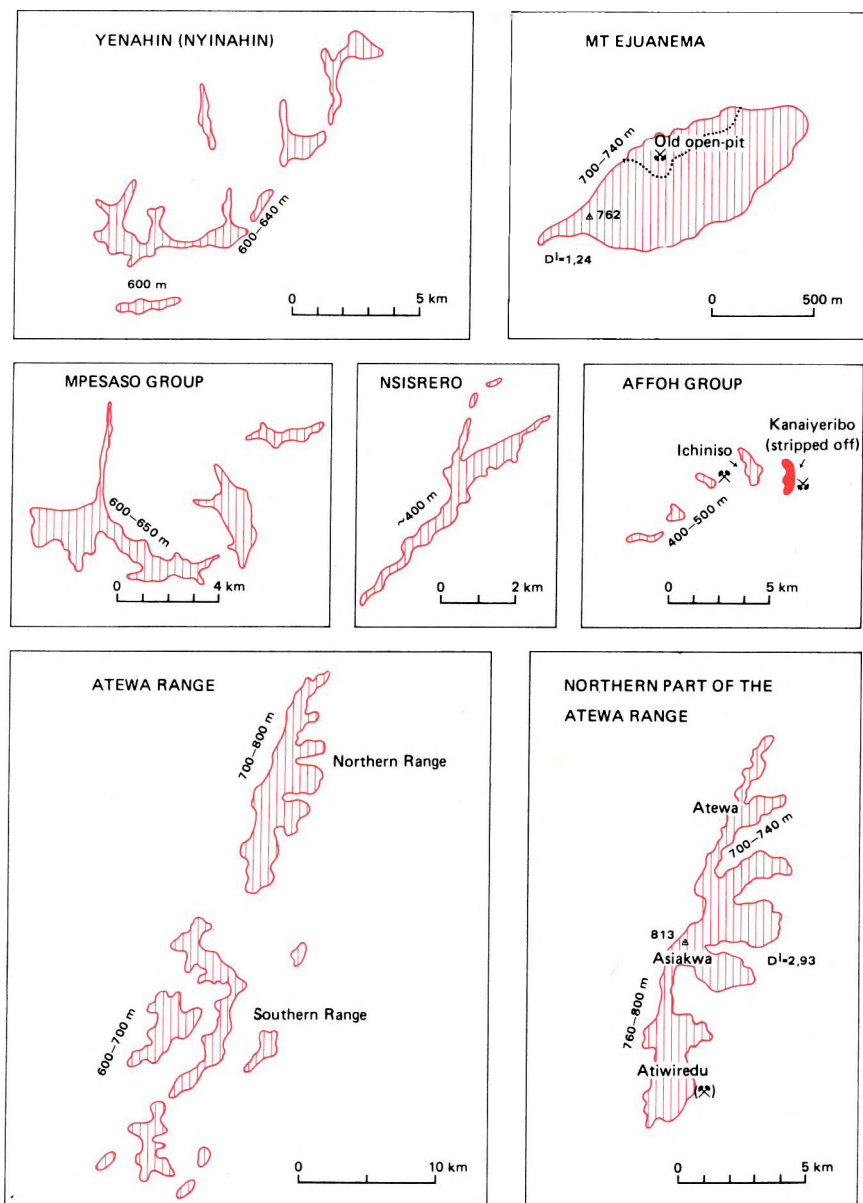 YENAHIN (NYINAHIN)
600–640 m
600 m
0 5 km
MT EJUANEMA
700–740 m
Old open-pit
762
Dᴵ=1,24
0 500 m
MPESASO GROUP
600–650 m
0 4 km
NSISRERO
~400 m
0 2 km
AFFOH GROUP
Kanaiyeribo
(stripped off)
Ichiniso
400–500 m
0 5 km
ATEWA RANGE
700–800 m
Northern Range
600–700 m
Southern Range
0 10 km
NORTHERN PART OF THE
ATEWA RANGE
Atewa
700–740 m
813
Asiakwa
Dᴵ=2,93
760–800 m
Atiwiredu
0 5 km